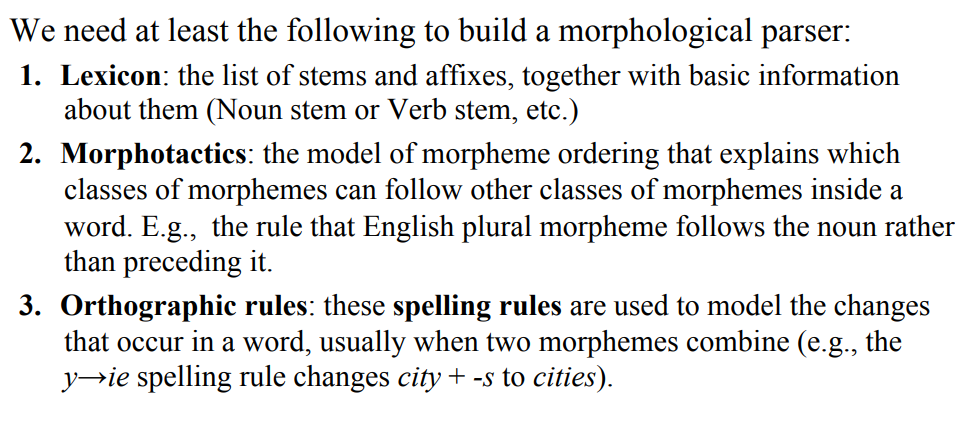 We need at least the following to build a morphological parser:
1. Lexicon: the list of stems and affixes, together with basic information
about them (Noun stem or Verb stem, etc.)
2. Morphotactics: the model of morpheme ordering that explains which
classes of morphemes can follow other classes of morphemes inside a
word. E.g., the rule that English plural morpheme follows the noun rather
than preceding it.
3. Orthographic rules: these spelling rules are used to model the changes
that occur in a word, usually when two morphemes combine (e.g., the
y→ie spelling rule changes city + -s to cities).